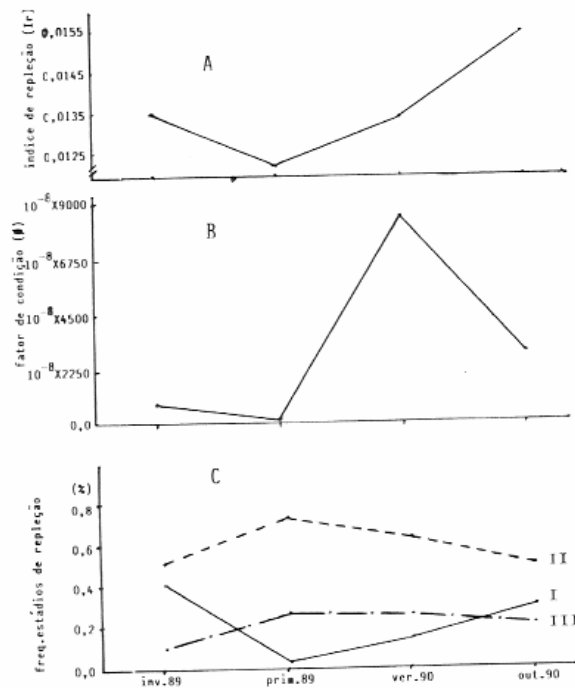 índice de repleção (Ir)
0,0155
0,0145
0,0135
0,0125
A
fator de condição (ø)
10-8X9000
10-8X6750
10-8X4500
10-8X2250
0,0
B
freq.estádios de repleção
(%)
0,8
0,6
0,4
0,2
0,0
C
II
I
III
inv.89
prim.89
ver.90
out.90